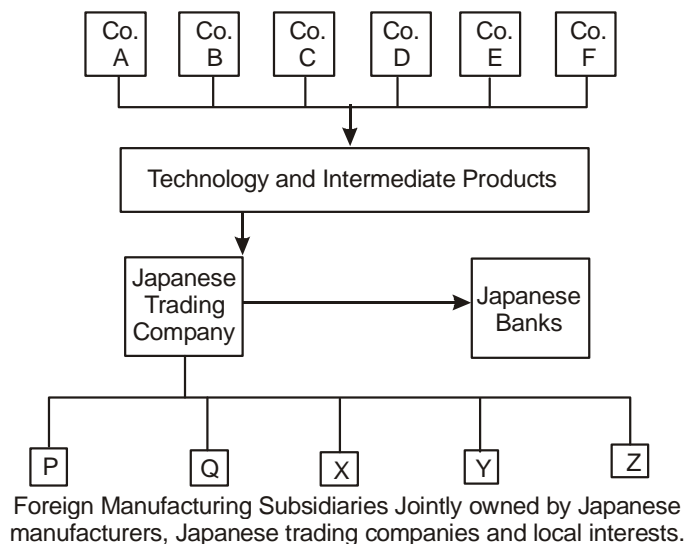 Co. A
Co. B
Co. C
Co. D
Co. E
Co. F
Technology and Intermediate Products
Japanese
Trading
Company
Japanese
Banks
P
Q
X
Y
Z
Foreign Manufacturing Subsidiaries Jointly owned by Japanese
manufacturers, Japanese trading companies and local interests.